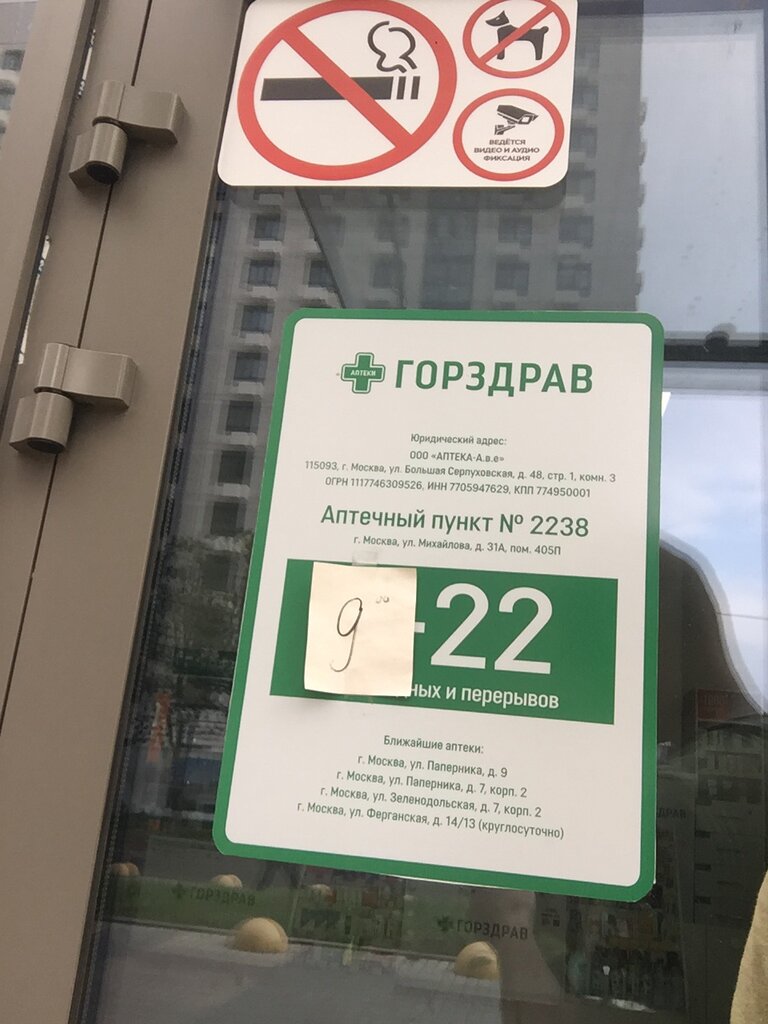 ВЕДЁТСЯ
ВИДЕО И АУДИО
ФИКСАЦИЯ
АПТЕКИ
ГОРЗДРАВ
Юридический адрес:
ООО «АПТЕКА-А.в.е»
115093, г. Москва, ул. Большая Серпуховская, д. 48, стр. 1, комн. 3
ОГРН 1117746309526, ИНН 7705947629, КПП 774950001
Аптечный пункт № 2238
г. Москва, ул. Михайлова, д. 31А, пом. 405П
9⁰⁰ -22
ных и перерывов
Ближайшие аптеки:
г. Москва, ул. Паперника, д. 9
г. Москва, ул. Паперника, д. 7, корп. 2
г. Москва, ул. Зеленодольская, д. 7, корп. 2
г. Москва, ул. Ферганская, д. 14/13 (круглосуточно)
ГОРЗДРАВ
ГОРЗДРАВ